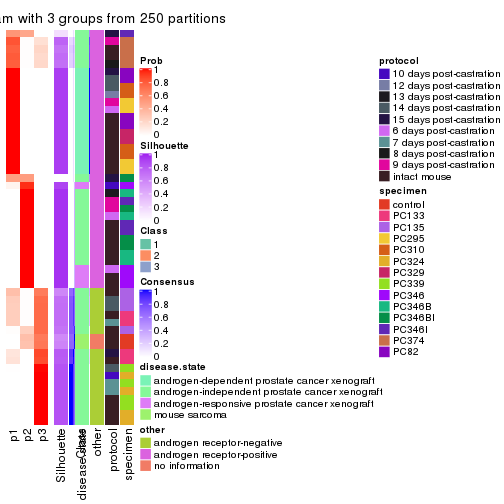 am with 3 groups from 250 partitions
Prob
1
0.8
0.6
0.4
0.2
0
Silhouette
1
0.8
0.6
0.4
0.2
0
Class
1
2
3
Consensus
1
0.8
0.6
0.4
0.2
0
disease.state
androgen-dependent prostate cancer xenograft
androgen-independent prostate cancer xenograft
androgen-responsive prostate cancer xenograft
mouse sarcoma
other
androgen receptor-negative
androgen receptor-positive
no information
protocol
10 days post-castration
12 days post-castration
13 days post-castration
14 days post-castration
15 days post-castration
6 days post-castration
7 days post-castration
8 days post-castration
9 days post-castration
intact mouse
specimen
control
PC133
PC135
PC295
PC310
PC324
PC329
PC339
PC346
PC346B
PC346BI
PC346I
PC374
PC82
p1
p2
p3
Silhouette
Class
disease.state
other
protocol
specimen